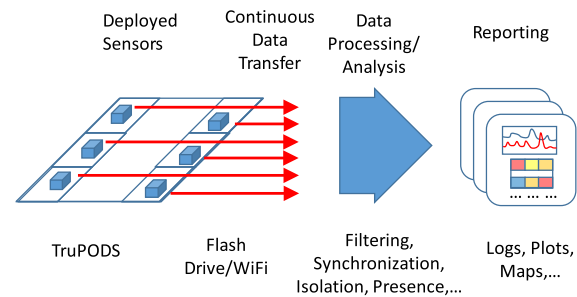 Deployed
Sensors
Continuous
Data
Transfer
Data
Processing/
Analysis
Reporting
... ... ...
TruPODS
Flash
Drive/WiFi
Filtering,
Synchronization,
Isolation, Presence,...
Logs, Plots,
Maps,...